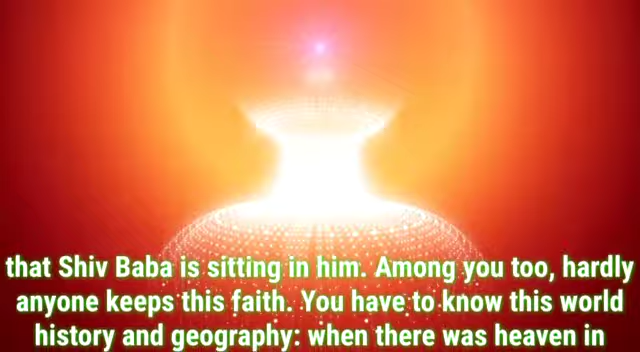 that Shiv Baba is sitting in him. Among you too, hardly
anyone keeps this faith. You have to know this world
history and geography: when there was heaven in